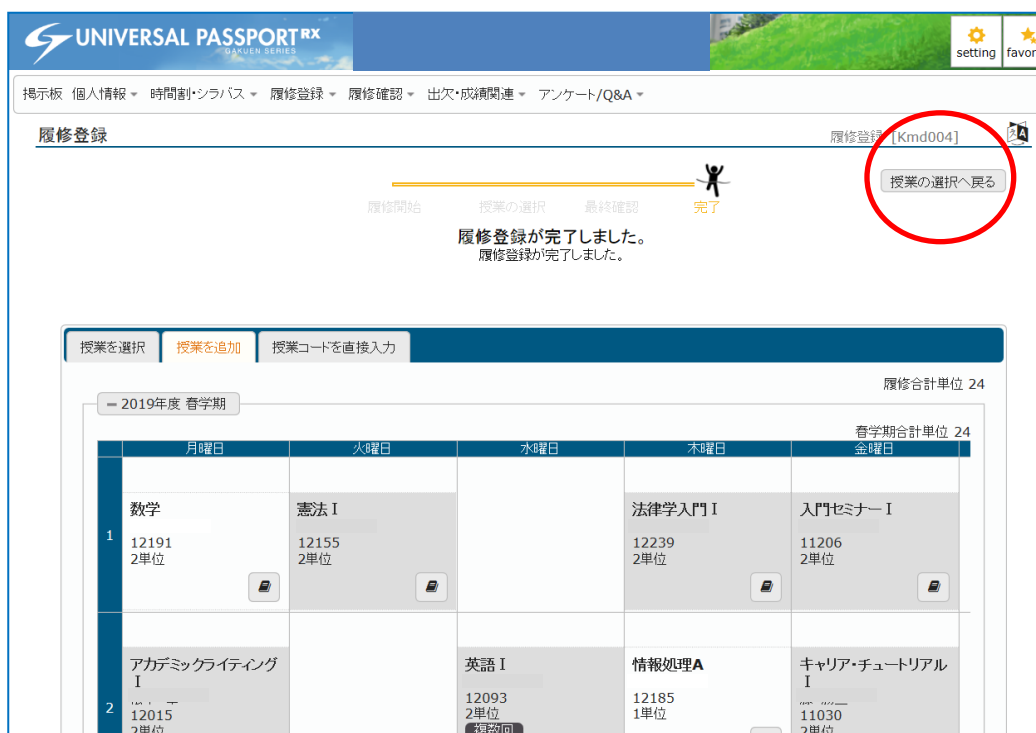 UNIVERSAL PASSPORT RX
GAKUEN SERIES
setting
favor
掲示板 個人情報 時間割・シラバス 履修登録 履修確認 出欠・成績関連 アンケート/Q&A
履修登録
履修登録 [Kmd004]
授業の選択へ戻る
履修開始 授業の選択 最終確認 完了
履修登録が完了しました。
履修登録が完了しました。
授業を選択 授業を追加 授業コードを直接入力
履修合計単位 24
2019年度 春学期
春学期合計単位 24
月曜日 火曜日 水曜日 木曜日 金曜日
1
数学
12191
2単位
憲法 I
12155
2単位
法律学入門 I
12239
2単位
入門セミナー I
11206
2単位
2
アカデミックライティング
I
12015
2単位
英語 I
12093
2単位
複数回
情報処理A
12185
1単位
キャリア・チュートリアル
I
11030
2単位